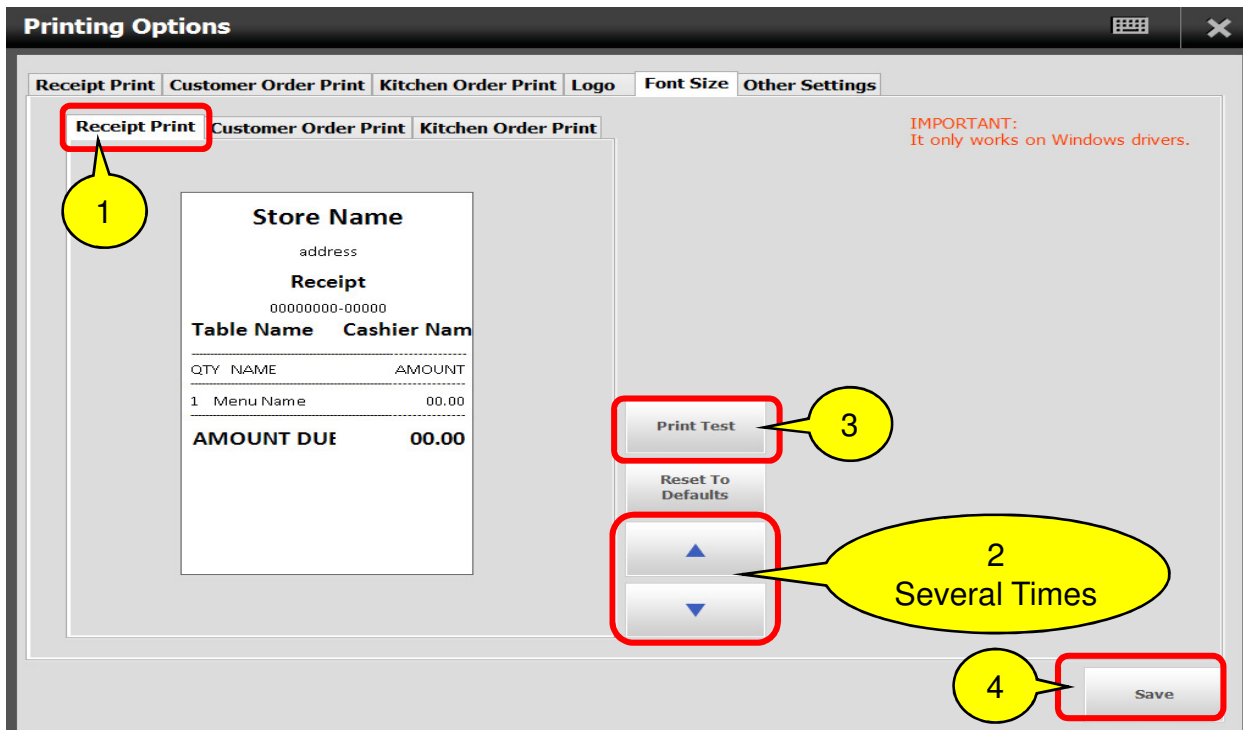 Printing Options
Receipt Print Customer Order Print Kitchen Order Print Logo Font Size Other Settings
Receipt Print Customer Order Print Kitchen Order Print
IMPORTANT:
It only works on Windows drivers.
1
Store Name
address
Receipt
00000000-00000
Table Name Cashier Nam
QTY NAME AMOUNT
1 Menu Name 00.00
AMOUNT DUE 00.00
Print Test
3
Reset To
Defaults
2
Several Times
4
Save